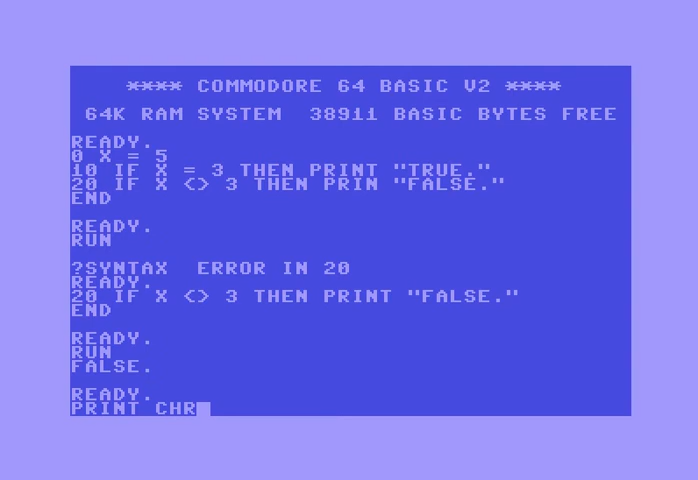 **** COMMODORE 64 BASIC V2 ****
64K RAM SYSTEM  38911 BASIC BYTES FREE
READY.
0 X = 5
10 IF X = 3 THEN PRINT "TRUE."
20 IF X <> 3 THEN PRIN "FALSE."
END
READY.
RUN
?SYNTAX  ERROR IN 20
READY.
20 IF X <> 3 THEN PRINT "FALSE."
END
READY.
RUN
FALSE.
READY.
PRINT CHR